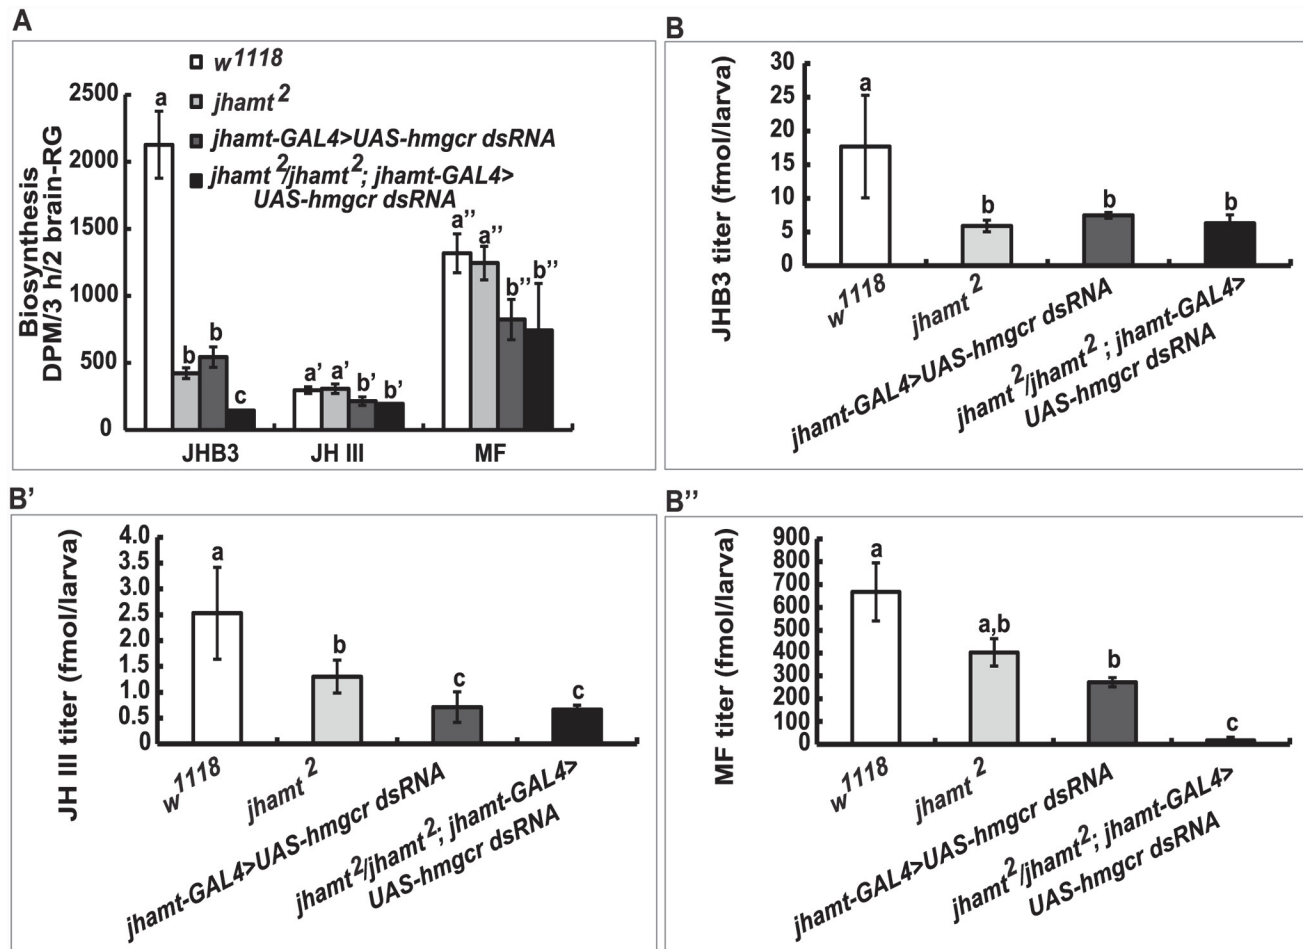 A
w1118
jhamt2
jhamt-GAL4>UAS-hmgcr dsRNA
jhamt2/jhamt2; jhamt-GAL4>
UAS-hmgcr dsRNA
Biosynthesis
DPM/3 h/2 brain-RG
2500
2000
1500
1000
500
0
a
b
b
c
a’
a’
b’
b’
a’’
a’’
b’’
b’’
JHB3
JH III
MF
B
JHB3 titer (fmol/larva)
30
25
20
15
10
5
0
a
b
b
b
w1118
jhamt2
jhamt-GAL4>UAS-hmgcr dsRNA
jhamt2/jhamt2; jhamt-GAL4>
UAS-hmgcr dsRNA
B’
JH III titer (fmol/larva)
4.0
3.5
3.0
2.5
2.0
1.5
1.0
0.5
0
a
b
c
c
w1118
jhamt2
jhamt-GAL4>UAS-hmgcr dsRNA
jhamt2/jhamt2; jhamt-GAL4>
UAS-hmgcr dsRNA
B’’
MF titer (fmol/larva)
900
800
700
600
500
400
300
200
100
0
a
a,b
b
c
w1118
jhamt2
jhamt-GAL4>UAS-hmgcr dsRNA
jhamt2/jhamt2; jhamt-GAL4>
UAS-hmgcr dsRNA